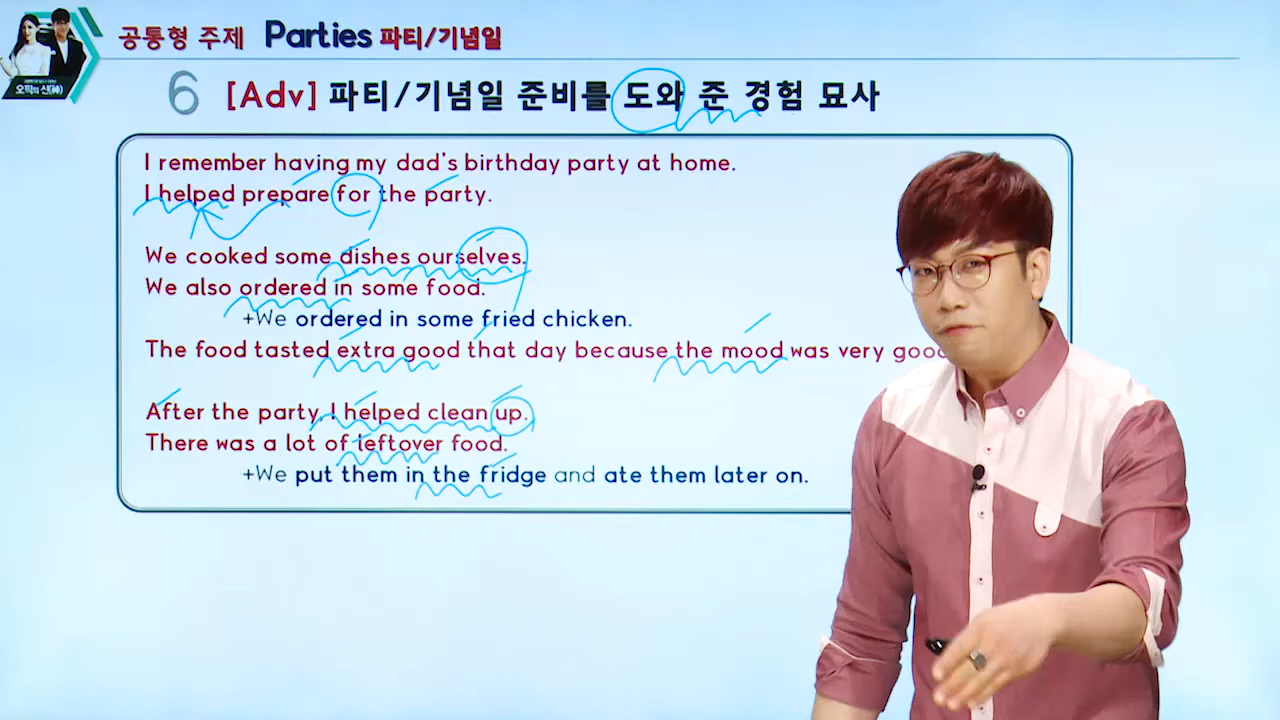 공통형 주제 Parties 파티/기념일
오픽의 신(神)
6 [Adv] 파티/기념일 준비를 도와 준 경험 묘사
I remember having my dad's birthday party at home.
I helped prepare for the party.
We cooked some dishes ourselves.
We also ordered in some food.
+We ordered in some fried chicken.
The food tasted extra good that day because the mood was very good
After the party, I helped clean up.
There was a lot of leftover food.
+We put them in the fridge and ate them later on.